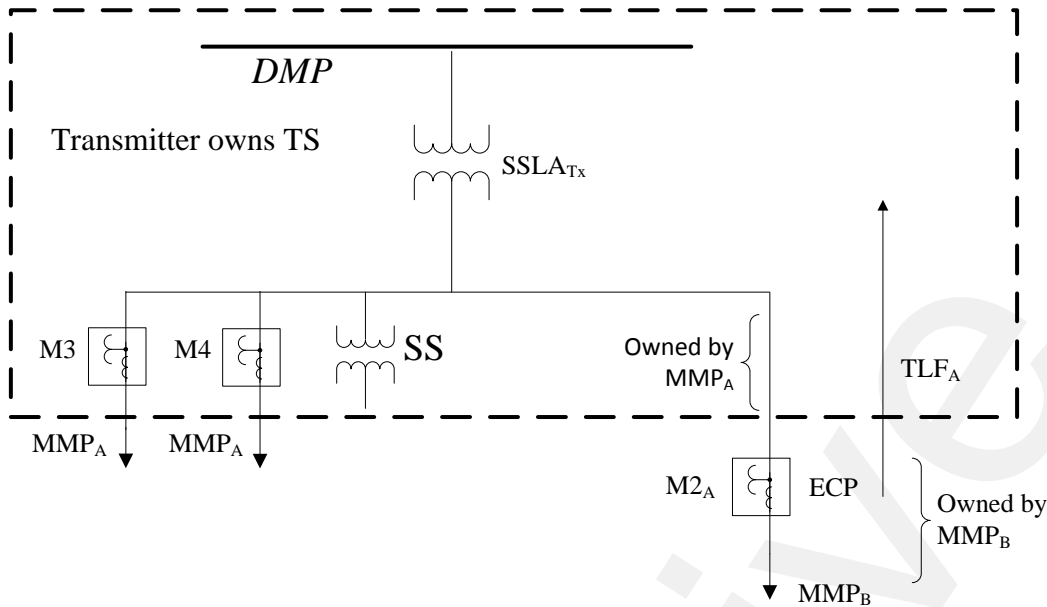 DMP
Transmitter owns TS
SSLATx
M3
M4
SS
Owned by
MMPA
TLFA
MMPA
MMPA
M2A
ECP
Owned by
MMPB
MMPB